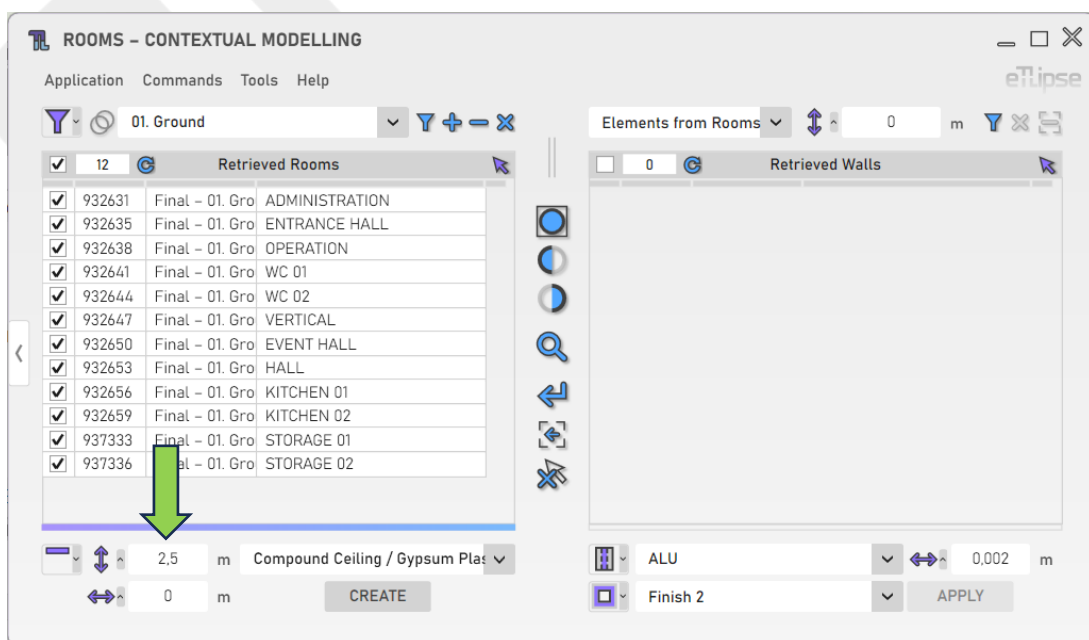 ROOMS – CONTEXTUAL MODELLING
Application Commands Tools Help
eTLipse
01. Ground
Elements from Rooms 0 m
12 Retrieved Rooms
0 Retrieved Walls
932631 Final – 01. Gro ADMINISTRATION
932635 Final – 01. Gro ENTRANCE HALL
932638 Final – 01. Gro OPERATION
932641 Final – 01. Gro WC 01
932644 Final – 01. Gro WC 02
932647 Final – 01. Gro VERTICAL
932650 Final – 01. Gro EVENT HALL
932653 Final – 01. Gro HALL
932656 Final – 01. Gro KITCHEN 01
932659 Final – 01. Gro KITCHEN 02
937333 Final – 01. Gro STORAGE 01
937336 – 01. Gro STORAGE 02
2,5 m Compound Ceiling / Gypsum Plas
ALU 0,002 m
0 m CREATE
Finish 2 APPLY